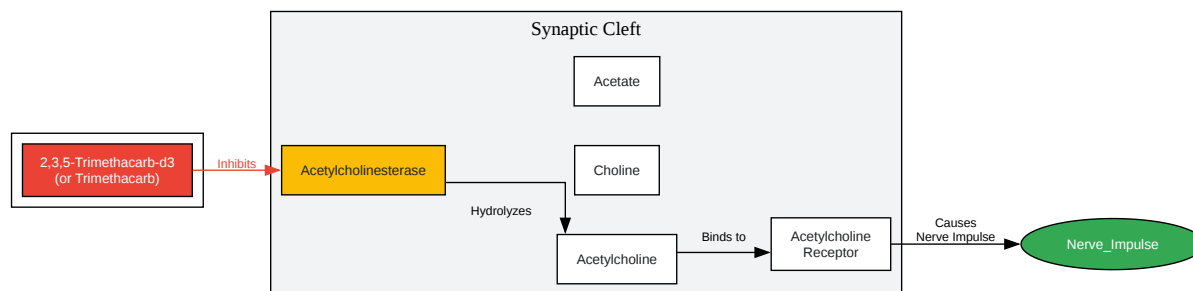 Synaptic Cleft
Acetate
2,3,5-Trimethacarb-d3
(or Trimethacarb)
Inhibits
Acetylcholinesterase
Choline
Hydrolyzes
Acetylcholine
Binds to
Acetylcholine
Receptor
Causes
Nerve Impulse
Nerve_Impulse